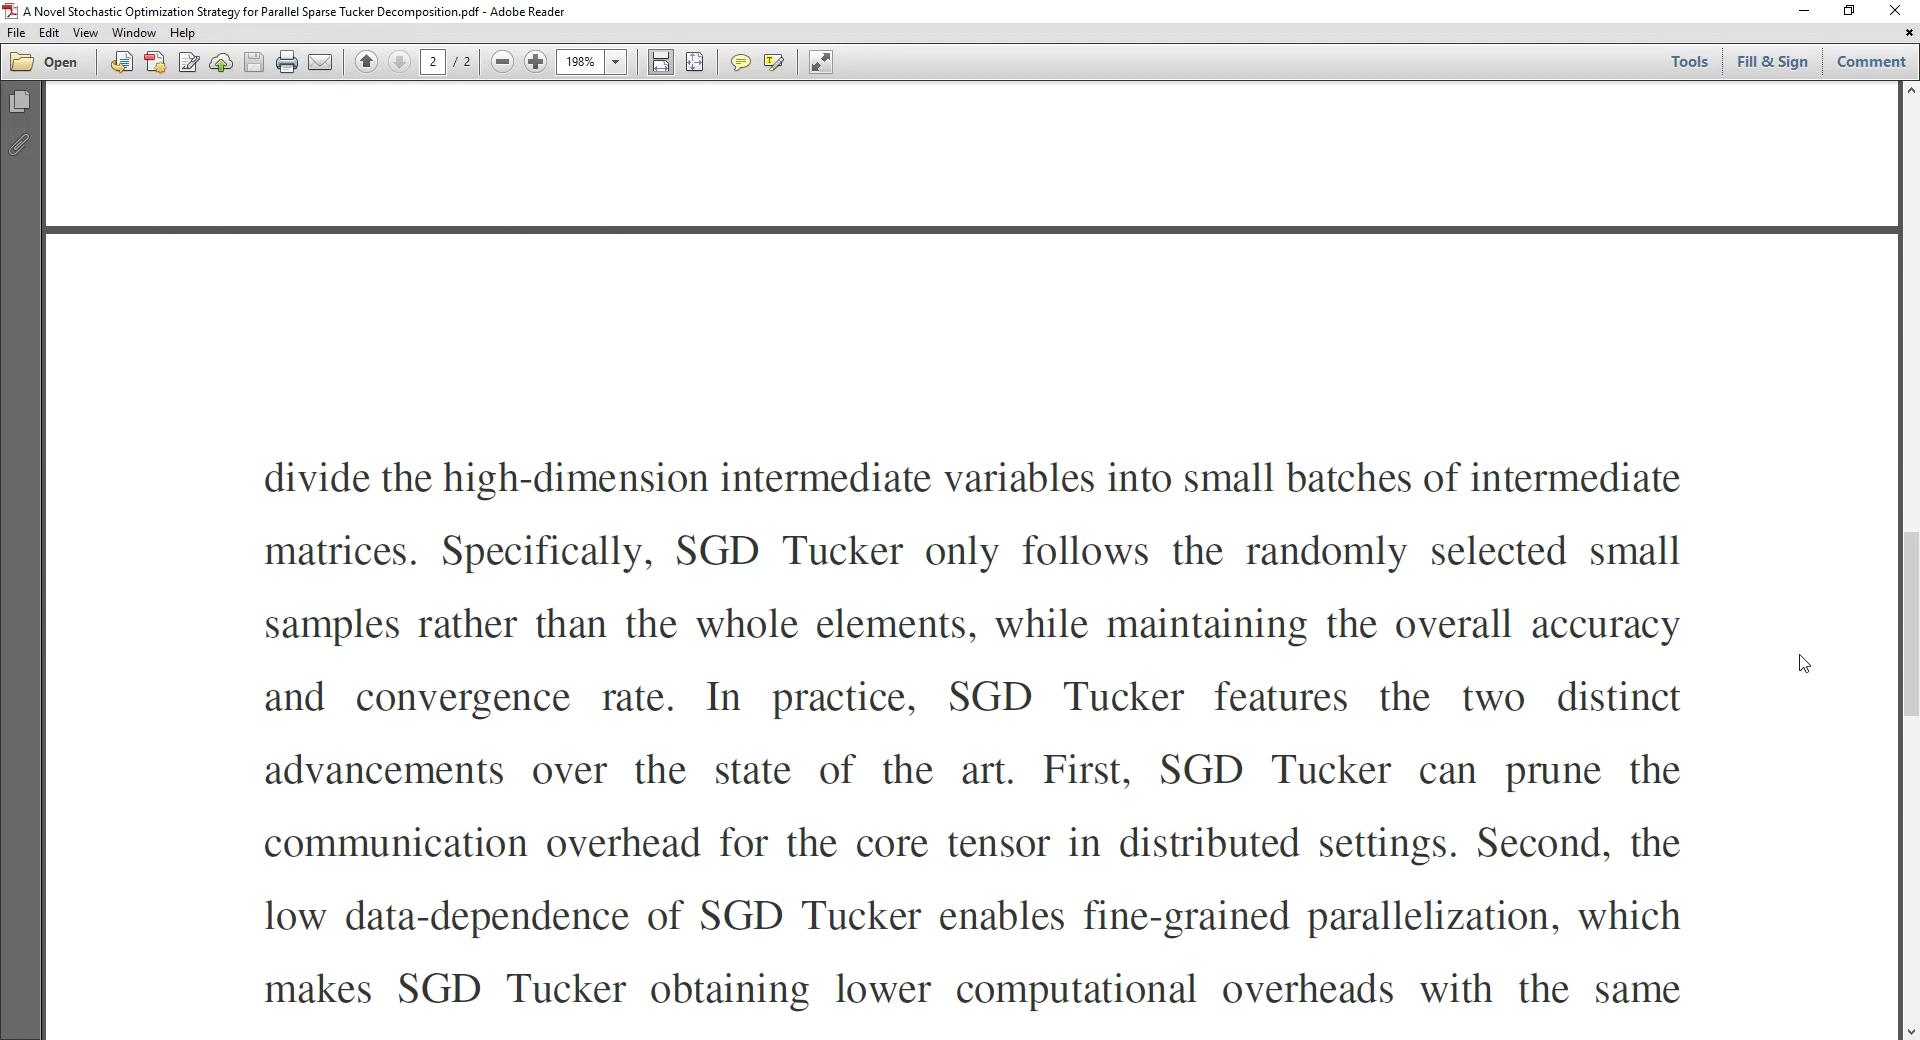 A Novel Stochastic Optimization Strategy for Parallel Sparse Tucker Decomposition.pdf - Adobe Reader
File Edit View Window Help
Open 2 / 2 198% Tools Fill & Sign Comment
divide the high-dimension intermediate variables into small batches of intermediate
matrices. Specifically, SGD Tucker only follows the randomly selected small
samples rather than the whole elements, while maintaining the overall accuracy
and convergence rate. In practice, SGD Tucker features the two distinct
advancements over the state of the art. First, SGD Tucker can prune the
communication overhead for the core tensor in distributed settings. Second, the
low data-dependence of SGD Tucker enables fine-grained parallelization, which
makes SGD Tucker obtaining lower computational overheads with the same